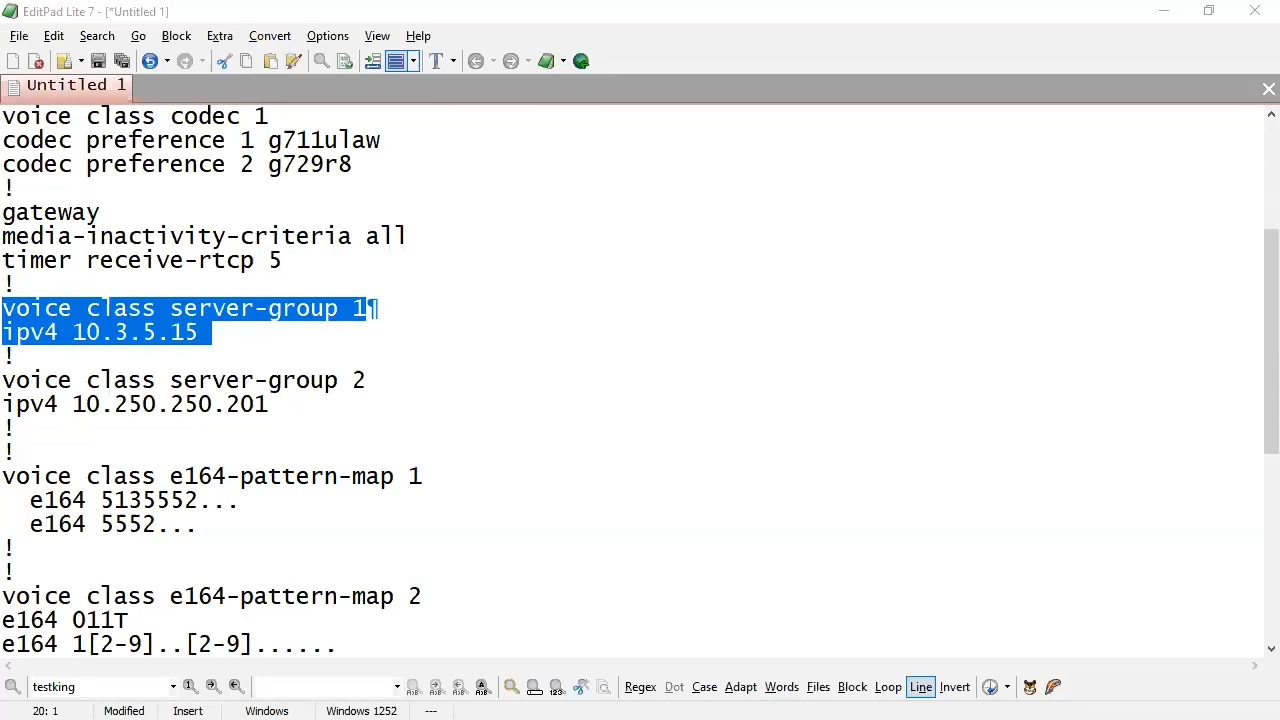 EditPad Lite 7 - [*Untitled 1]
File Edit Search Go Block Extra Convert Options View Help
Untitled 1
voice class codec 1
codec preference 1 g711ulaw
codec preference 2 g729r8
!
gateway
media-inactivity-criteria all
timer receive-rtcp 5
!
voice class server-group 1¶
ipv4 10.3.5.15
!
voice class server-group 2
ipv4 10.250.250.201
!
!
voice class e164-pattern-map 1
e164 5135552...
e164 5552...
!
!
voice class e164-pattern-map 2
e164 011T
e164 1[2-9]..[2-9]......
testking Regex Dot Case Adapt Words Files Block Loop Line Invert
20: 1 Modified Insert Windows Windows 1252 ---